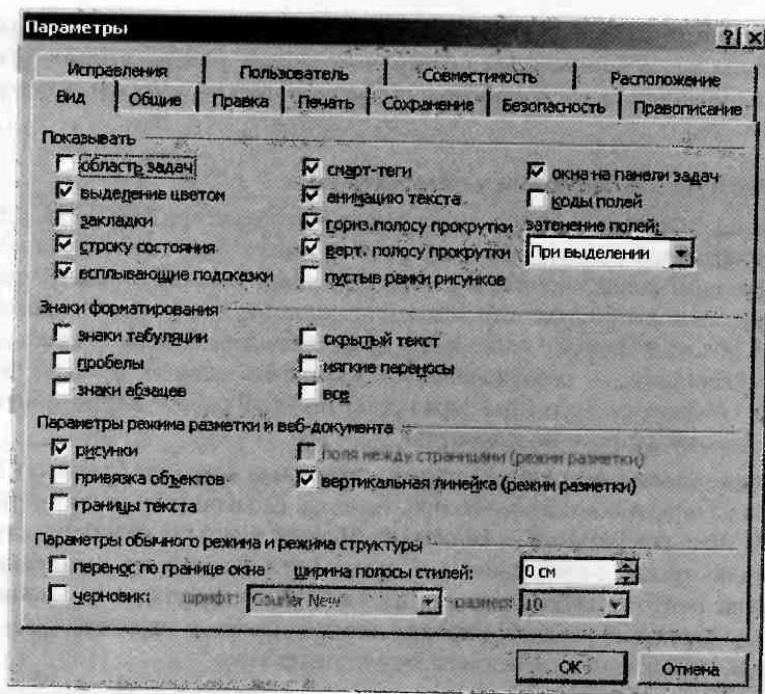 Параметры
Исправления Пользователь Совместимость Расположение
Вид Общие Правка Печать Сохранение Безопасность Правописание
Показывать
область задач смарт-теги окна на панели задач
выделение цветом анимацию текста коды полей
закладки гориз.полосу прокрутки затенение полей:
строку состояния верт. полосу прокрутки При выделении
всплывающие подсказки пустые рамки рисунков
Знаки форматирования
знаки табуляции скрытый текст
пробелы мягкие переносы
знаки абзацев все
Параметры режима разметки и веб-документа
рисунки поля между страницами (режим разметки)
привязка объектов вертикальная линейка (режим разметки)
границы текста
Параметры обычного режима и режима структуры
перенос по границе окна ширина полосы стилей: 0 см
черновик: шрифт: Courier New размер: 10
ОК Отмена